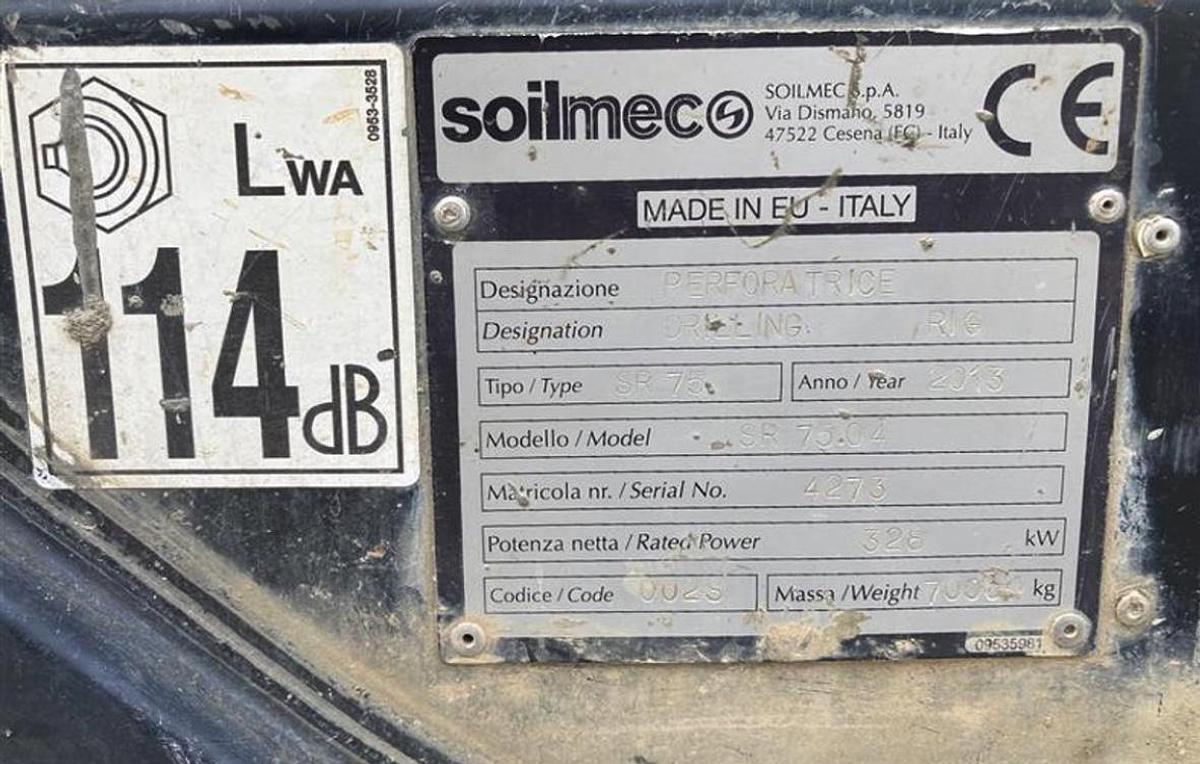 0953-3528
LWA
114 dB
soilmec
SOILMEC S.p.A.
Via Dismano, 5819
47522 Cesena (FC) - Italy
CE
MADE IN EU - ITALY
Designazione PERFORATRICE
Designation DRILLING RIG
Tipo / Type SR 75
Anno / Year 2013
Modello / Model SR 75.04
Matricola nr. / Serial No. 4273
Potenza netta / Rated Power kW
Codice / Code
Massa / Weight kg
09535981